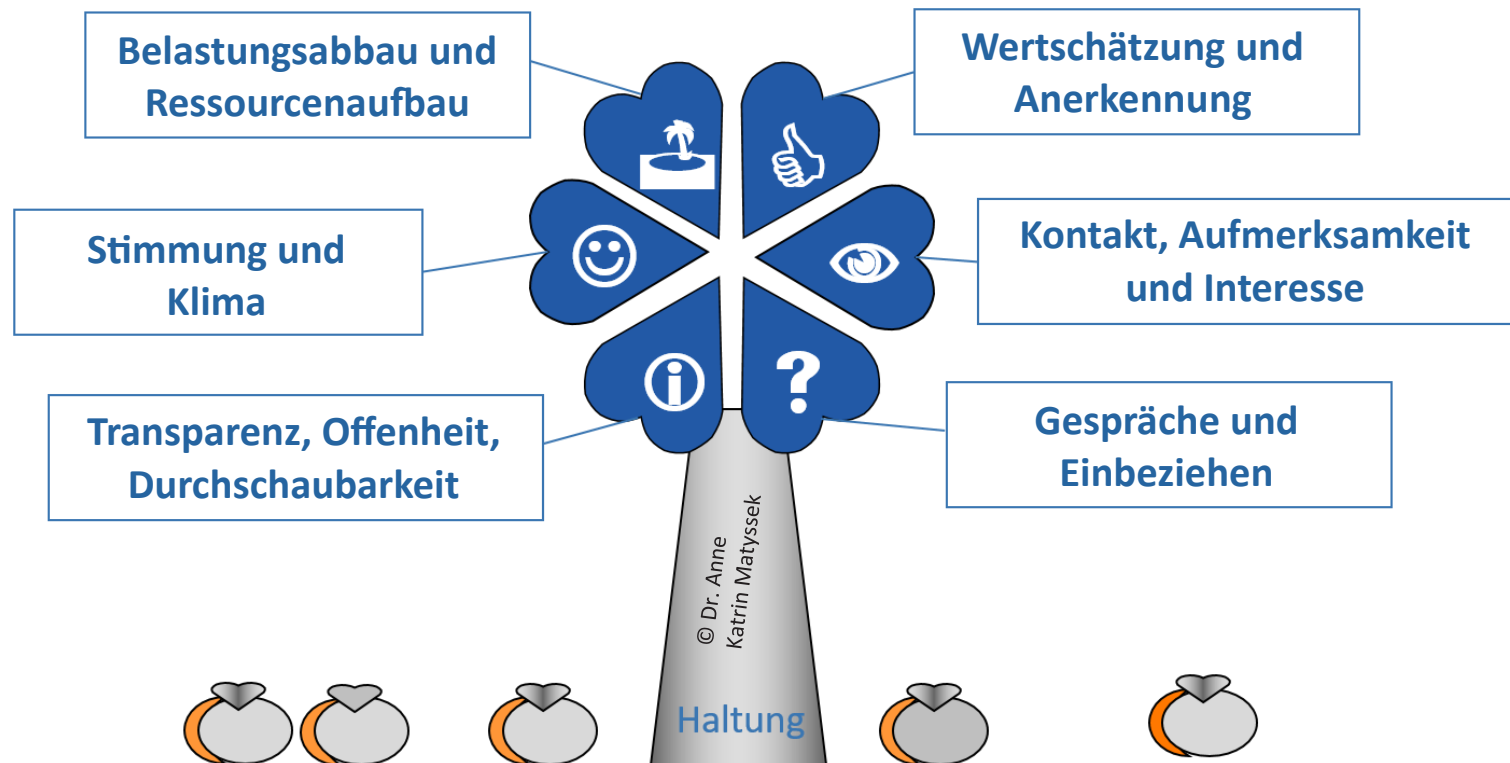 Belastungsabbau und
Ressourcenaufbau
Wertschätzung und
Anerkennung
Stimmung und
Klima
Kontakt, Aufmerksamkeit
und Interesse
Transparenz, Offenheit,
Durchschaubarkeit
Gespräche und
Einbeziehen
© Dr. Anne
Katrin Matyssek
Haltung